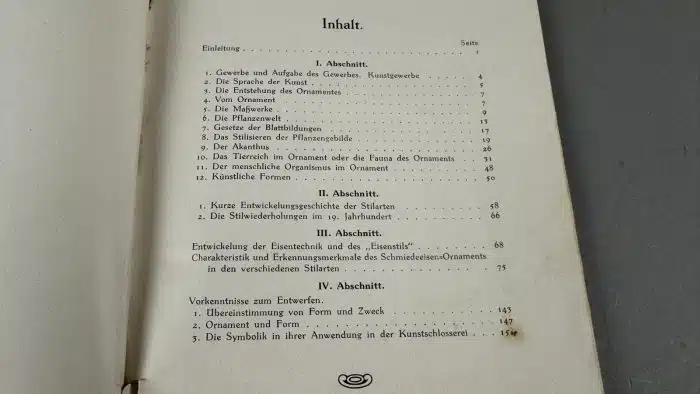 Inhalt.
Seite
Einleitung . . . . . . . . . . . . . . . . . . . . . . . . . . 1
I. Abschnitt.
1. Gewerbe und Aufgabe des Gewerbes. Kunstgewerbe . . . . . . 4
2. Die Sprache der Kunst . . . . . . . . . . . . . . . . . . 5
3. Die Entstehung des Ornamentes . . . . . . . . . . . . . . 7
4. Vom Ornament . . . . . . . . . . . . . . . . . . . . . . 7
5. Die Maßwerke . . . . . . . . . . . . . . . . . . . . . . 9
6. Die Pflanzenwelt . . . . . . . . . . . . . . . . . . . . 13
7. Gesetze der Blattbildungen . . . . . . . . . . . . . . . . 17
8. Das Stilisieren der Pflanzengebilde . . . . . . . . . . . . 19
9. Der Akanthus . . . . . . . . . . . . . . . . . . . . . . 26
10. Das Tierreich im Ornament oder die Fauna des Ornaments . . . 31
11. Der menschliche Organismus im Ornament . . . . . . . . . . 48
12. Künstliche Formen . . . . . . . . . . . . . . . . . . . . 50
II. Abschnitt.
1. Kurze Entwickelungsgeschichte der Stilarten . . . . . . . . 58
2. Die Stilwiederholungen im 19. Jahrhundert . . . . . . . . . 66
III. Abschnitt.
Entwickelung der Eisentechnik und des „Eisenstils“ . . . . . . . 68
Charakteristik und Erkennungsmerkmale des Schmiedeeisen=Ornaments
in den verschiedenen Stilarten . . . . . . . . . . . . . . 75
IV. Abschnitt.
Vorkenntnisse zum Entwerfen.
1. Übereinstimmung von Form und Zweck . . . . . . . . . . . 143
2. Ornament und Form . . . . . . . . . . . . . . . . . . . 147
3. Die Symbolik in ihrer Anwendung in der Kunstschlosserei . . .